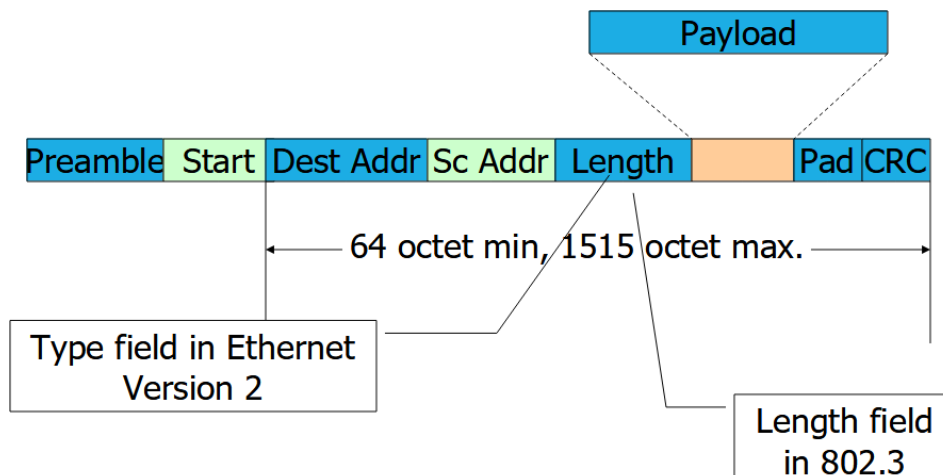 Payload
Preamble Start Dest Addr Sc Addr Length Pad CRC
64 octet min, 1515 octet max.
Type field in Ethernet
Version 2
Length field
in 802.3